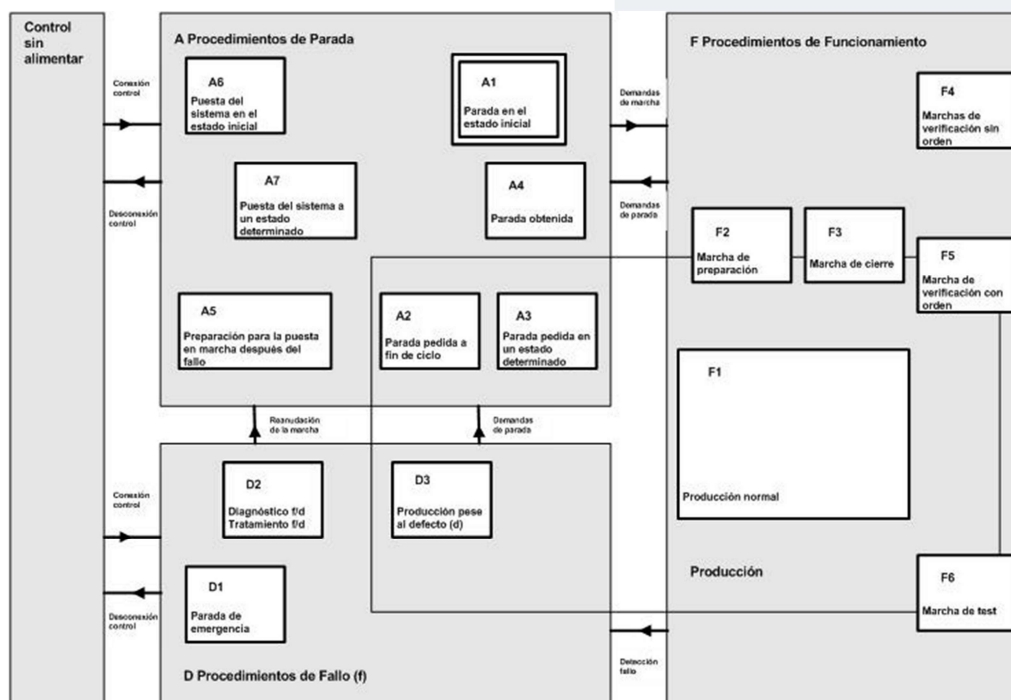 Control
sin
alimentar
A Procedimientos de Parada
F Procedimientos de Funcionamiento
Conexión
control
Desconexión
control
A6
Puesta del
sistema en el
estado inicial
A1
Parada en el
estado inicial
Demandas
de marcha
Demandas
de parada
F4
Marchas de
verificación sin
orden
A7
Puesta del sistema a
un estado
determinado
A4
Parada obtenida
F2
Marcha de
preparación
F3
Marcha de cierre
F5
Marcha de
verificación con
orden
A5
Preparación para la puesta
en marcha después del
fallo
A2
Parada pedida a
fin de ciclo
A3
Parada pedida en
un estado
determinado
F1
Producción normal
Reanudación
de la marcha
Demandas
de parada
Conexión
control
Desconexión
control
D2
Diagnóstico f/d
Tratamiento f/d
D3
Producción pese
al defecto (d)
D1
Parada de
emergencia
Producción
F6
Marcha de test
Detección
fallo
D Procedimientos de Fallo (f)